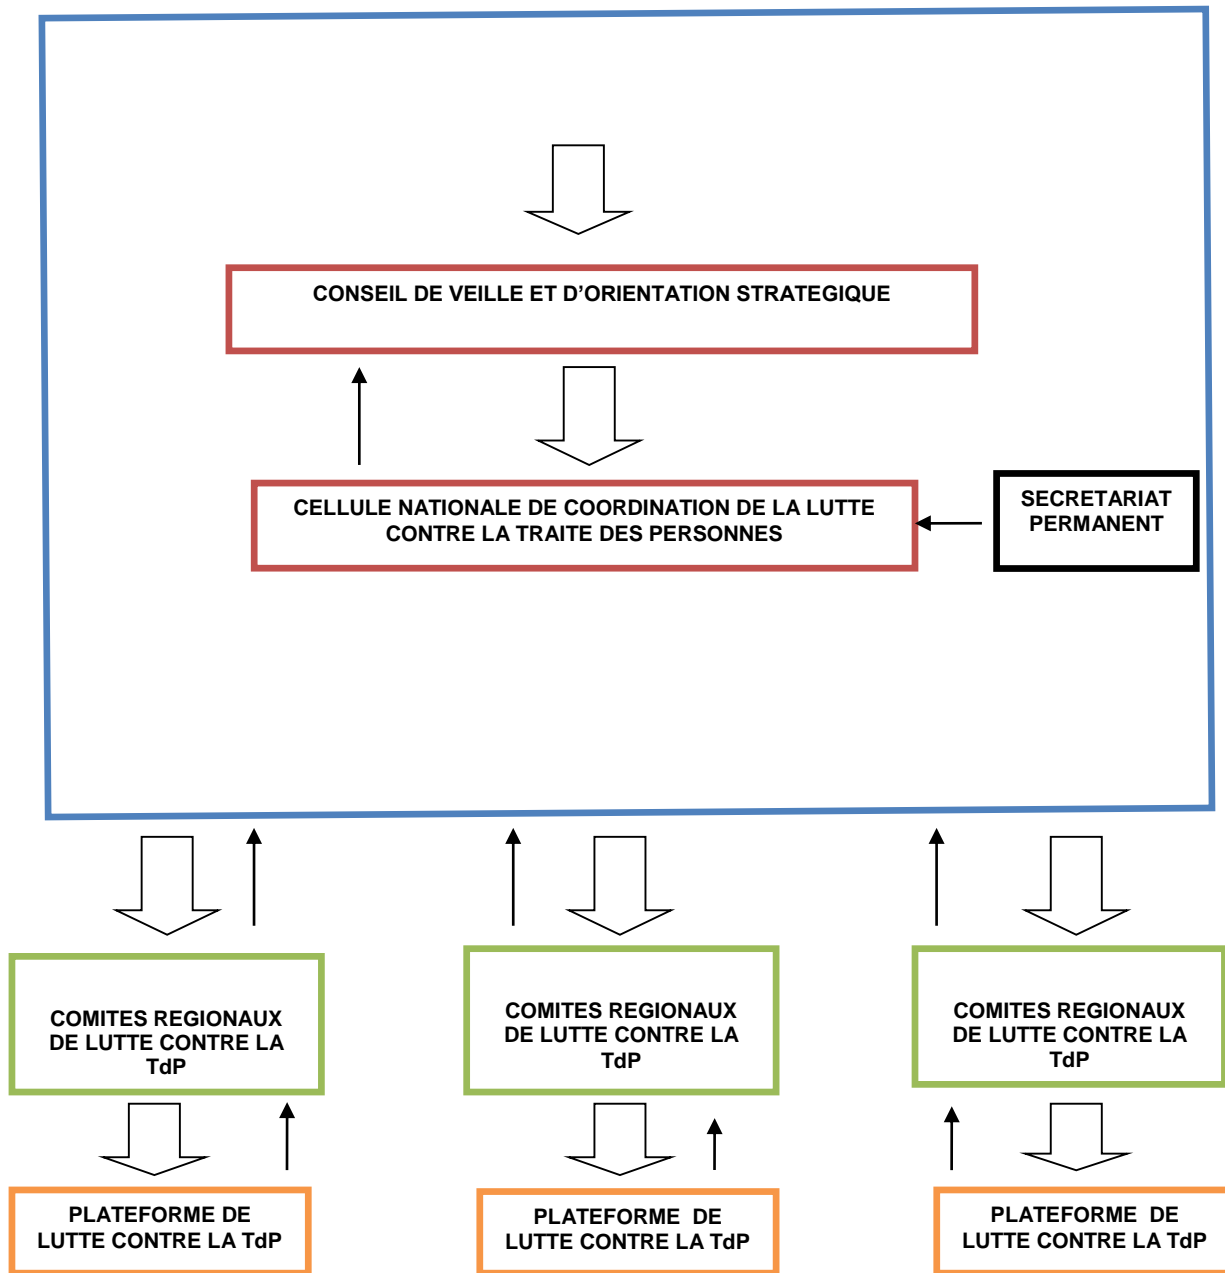 CONSEIL DE VEILLE ET D'ORIENTATION STRATEGIQUE
CELLULE NATIONALE DE COORDINATION DE LA LUTTE
CONTRE LA TRAITE DES PERSONNES
SECRETARIAT
PERMANENT
COMITES REGIONAUX
DE LUTTE CONTRE LA
TdP
COMITES REGIONAUX
DE LUTTE CONTRE LA
TdP
COMITES REGIONAUX
DE LUTTE CONTRE LA
TdP
PLATEFORME DE
LUTTE CONTRE LA TdP
PLATEFORME DE
LUTTE CONTRE LA TdP
PLATEFORME DE
LUTTE CONTRE LA TdP